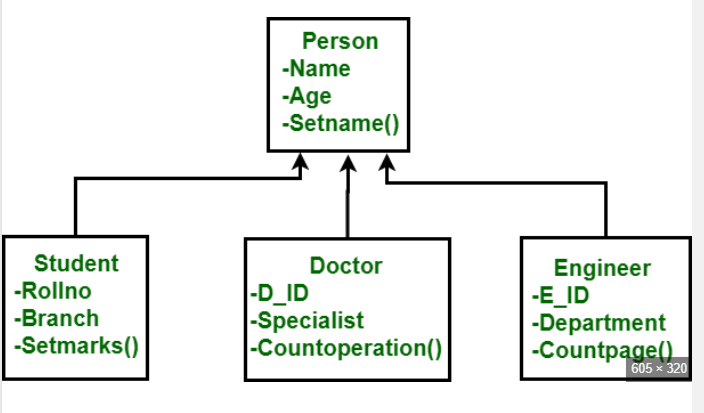 Person
-Name
-Age
-Setname()
Student
-Rollno
-Branch
-Setmarks()
Doctor
-D_ID
-Specialist
-Countoperation()
Engineer
-E_ID
-Department
-Countpage()
605 × 320